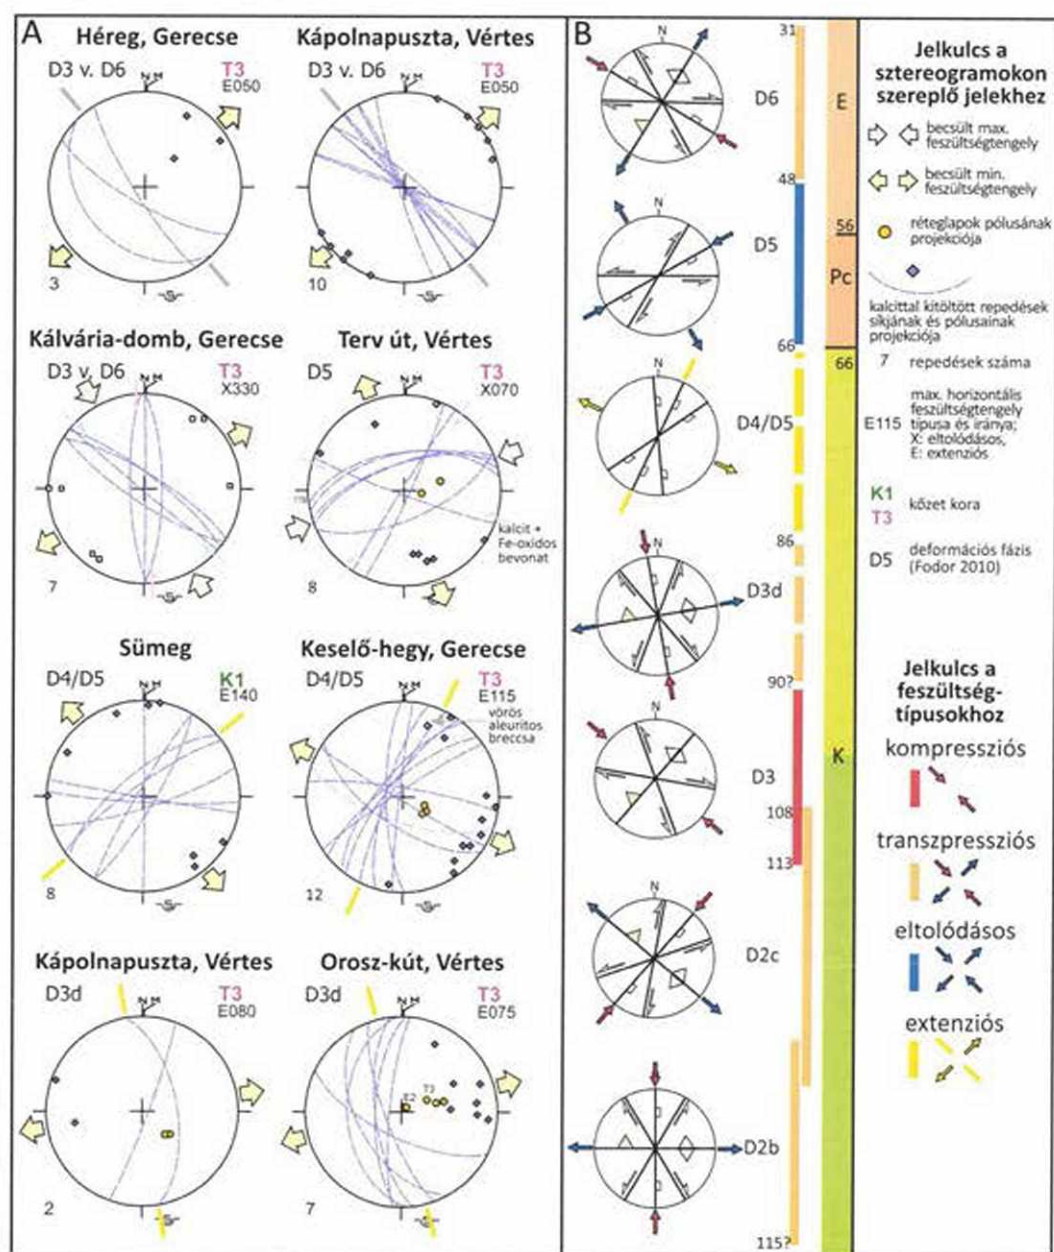 A
Héreg, Gerecse
D3 v. D6
T3
E050
3
Kápolnapuszta, Vértes
D3 v. D6
T3
E050
10
Kálvária-domb, Gerecse
D3 v. D6
T3
X330
7
Terv út, Vértes
D5
T3
X070
kalcit +
Fe-oxidos
bevonat
8
Sümeg
D4/D5
K1
E140
8
Keselő-hegy, Gerecse
D4/D5
T3
E115
vörös
aleuritos
breccsa
12
Kápolnapuszta, Vértes
D3d
T3
E080
2
Orosz-kút, Vértes
D3d
T3
E075
E2
T3
7
B
N
D6
N
D5
N
D4/D5
D3d
N
D3
N
D2c
D2b
31
48
66
86
90?
108
113
115?
E
56
Pc
66
K
Jelkulcs a
sztereogramokon
szereplő jelekhez
becsült max.
feszültségtengely
becsült min.
feszültségtengely
réteglapok pólusának
projekciója
kalcittal kitöltött repedések
síkjának és pólusainak
projekciója
7 repedések száma
E115
max. horizontális
feszültségtengely
típusa és iránya;
X: eltolódásos,
E: extenziós
K1
T3
kőzet kora
D5
deformációs fázis
(Fodor 2010)
Jelkulcs a
feszültség-
típusokhoz
kompressziós
transzpressziós
eltolódásos
extenziós